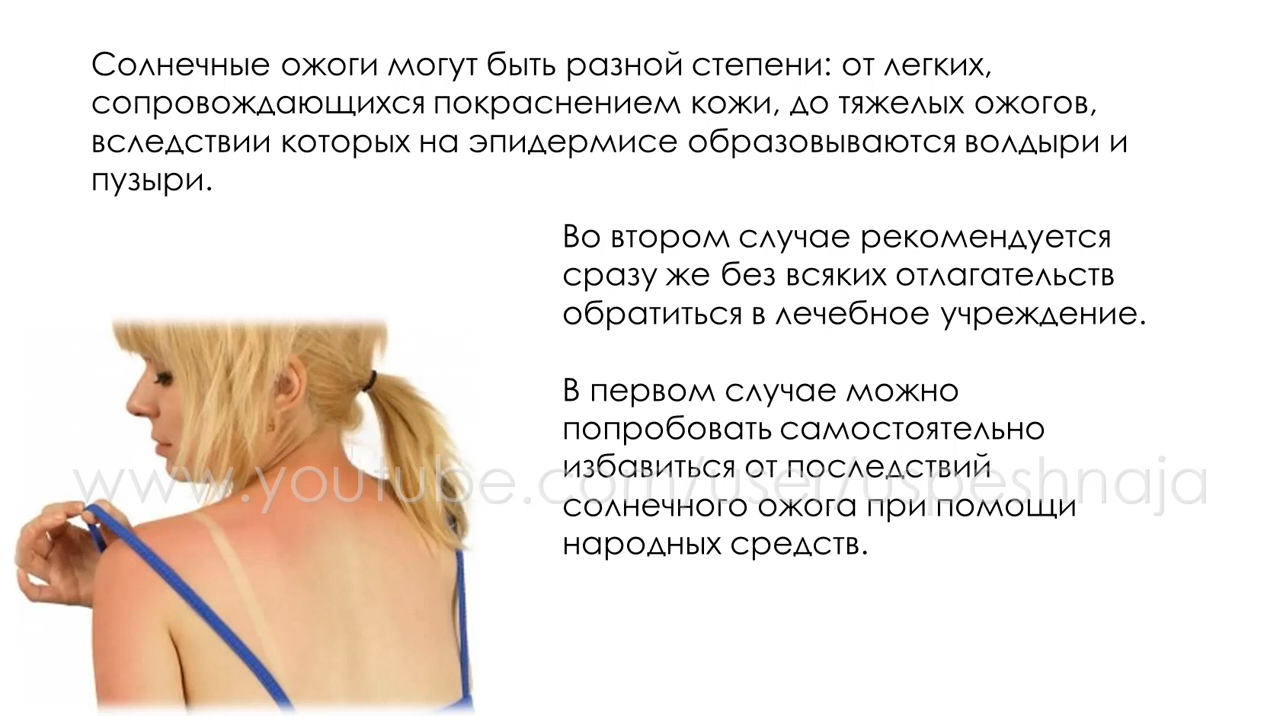 Солнечные ожоги могут быть разной степени: от легких,
сопровождающихся покраснением кожи, до тяжелых ожогов,
вследствии которых на эпидермисе образовываются волдыри и
пузыри.
Во втором случае рекомендуется
сразу же без всяких отлагательств
обратиться в лечебное учреждение.
В первом случае можно
попробовать самостоятельно
избавиться от последствий
www.youtube.com/user/uspeshnaja
солнечного ожога при помощи
народных средств.